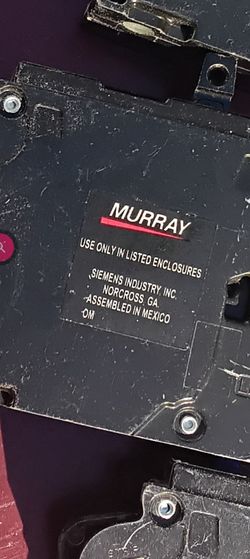 MURRAY
USE ONLY IN LISTED ENCLOSURES
SIEMENS INDUSTRY, INC.
NORCROSS, GA.
ASSEMBLED IN MEXICO
OM